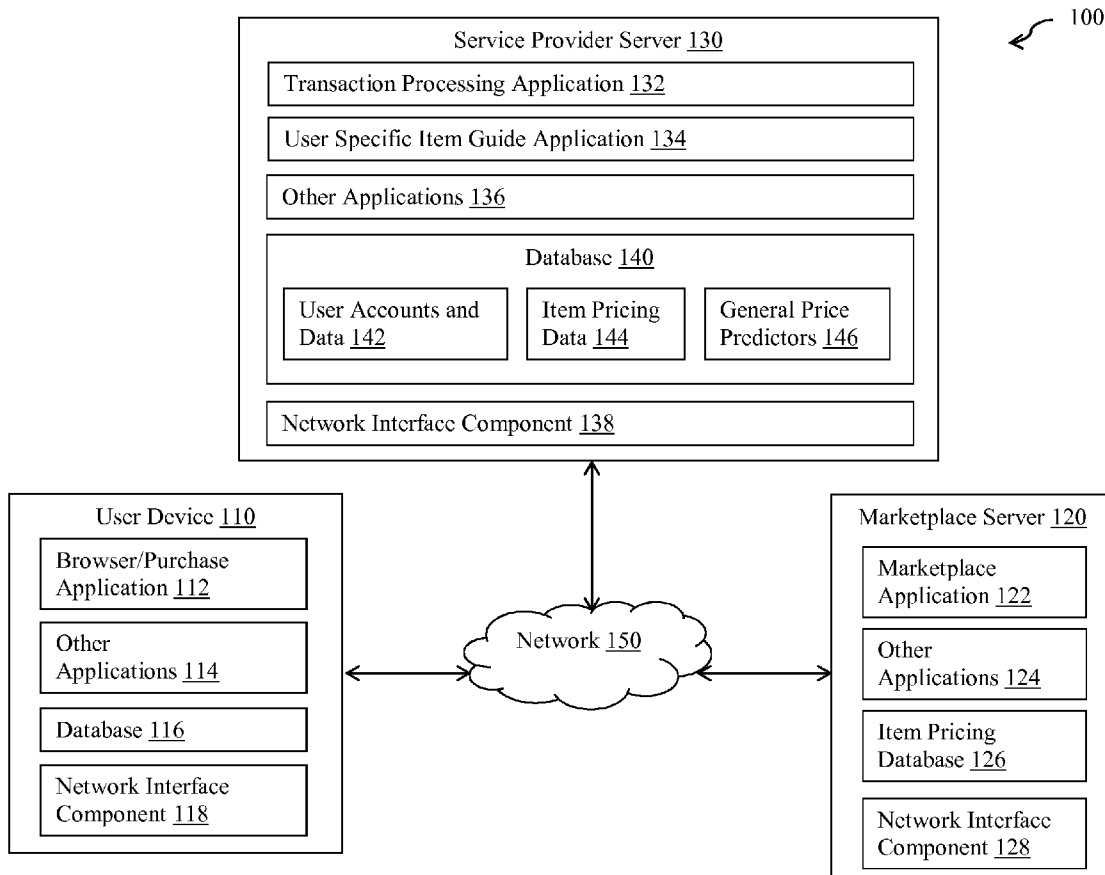 100
Service Provider Server 130
Transaction Processing Application 132
User Specific Item Guide Application 134
Other Applications 136
Database 140
User Accounts and
Data 142
Item Pricing
Data 144
General Price
Predictors 146
Network Interface Component 138
User Device 110
Browser/Purchase
Application 112
Other
Applications 114
Database 116
Network Interface
Component 118
Network 150
Marketplace Server 120
Marketplace
Application 122
Other
Applications 124
Item Pricing
Database 126
Network Interface
Component 128